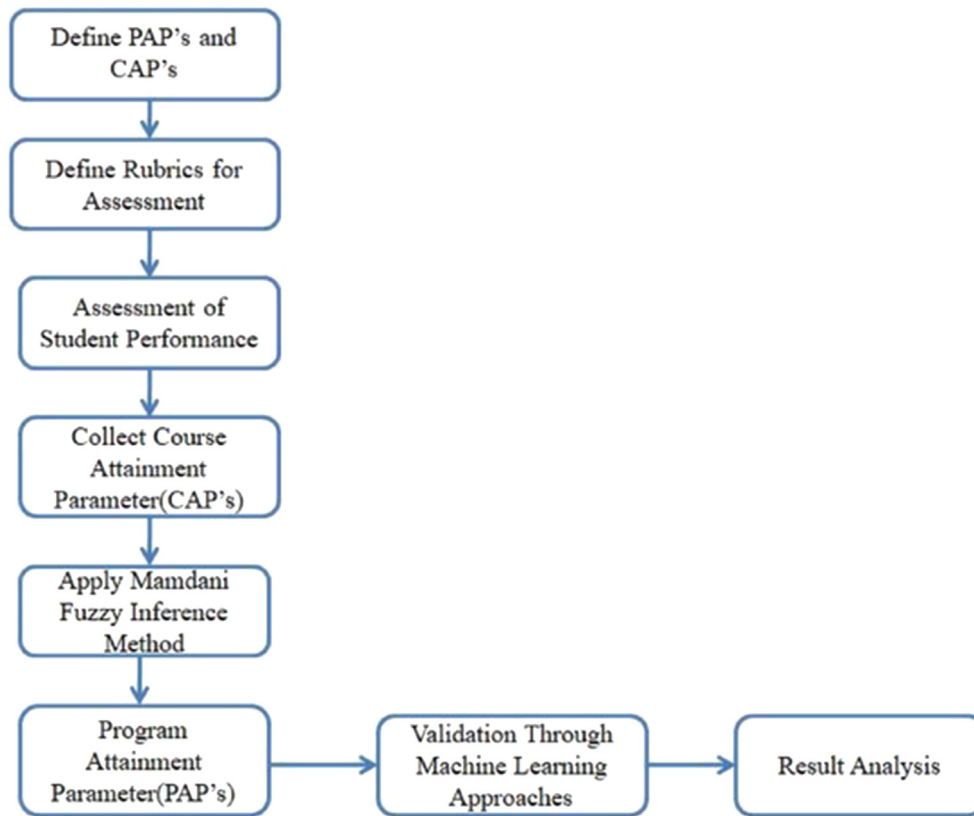 Define PAP's and
CAP's
Define Rubrics for
Assessment
Assessment of
Student Performance
Collect Course
Attainment
Parameter(CAP's)
Apply Mamdani
Fuzzy Inference
Method
Program
Attainment
Parameter(PAP's)
Validation Through
Machine Learning
Approaches
Result Analysis